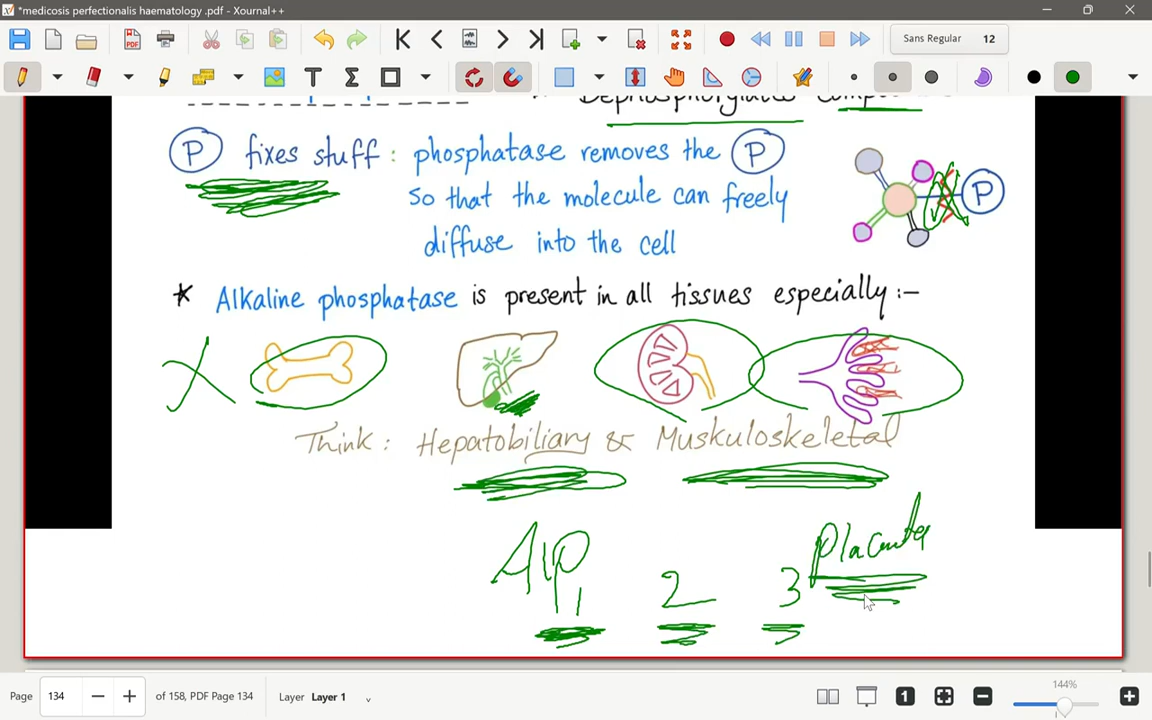 *medicosis perfectionalis haematology .pdf - Xournal++
Sans Regular 12
Dephosphorylates
P fixes stuff : phosphatase removes the P
so that the molecule can freely
diffuse into the cell
P
* Alkaline phosphatase is present in all tissues especially :-
Think : Hepatobiliary & Muskuloskeletal
Placenta
ALP 1 2 3
Page 134 of 158, PDF Page 134 Layer Layer 1
144%